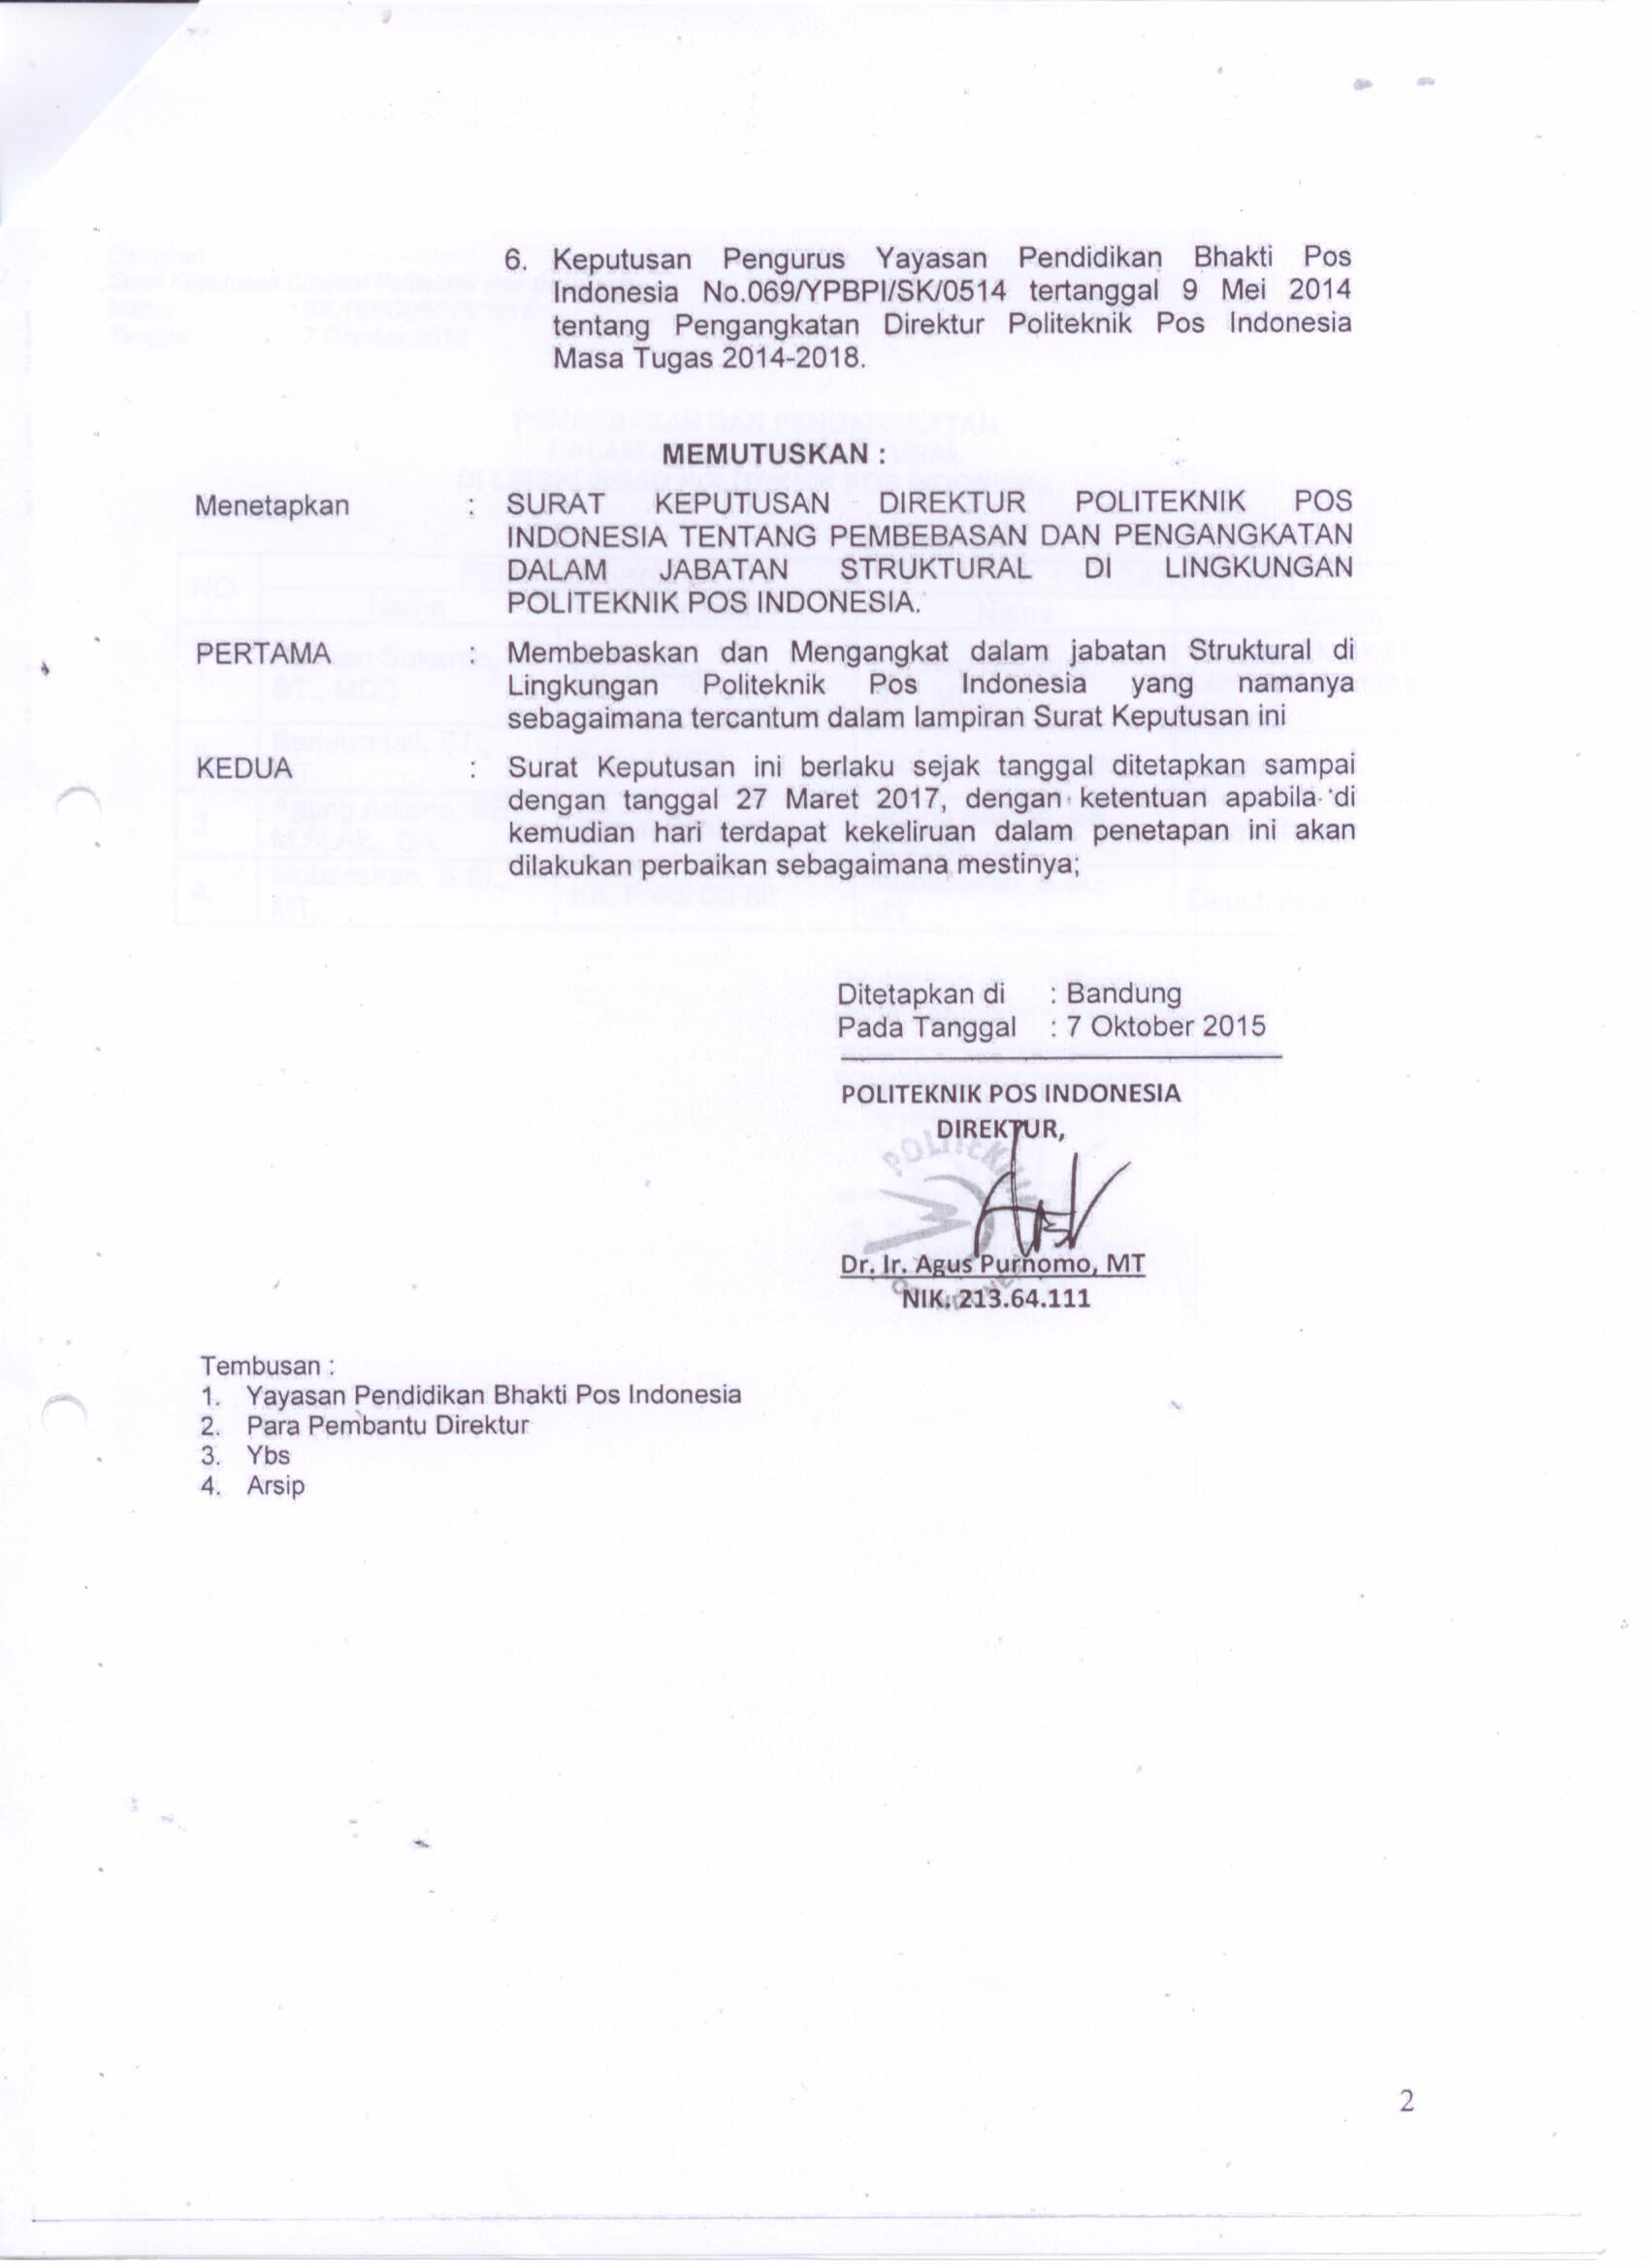 6. Keputusan Pengurus Yayasan Pendidikan Bhakti Pos
Indonesia No.069/YPBPI/SK/0514 tertanggal 9 Mei 2014
tentang Pengangkatan Direktur Politeknik Pos Indonesia
Masa Tugas 2014-2018.
MEMUTUSKAN :
Menetapkan : SURAT KEPUTUSAN DIREKTUR POLITEKNIK POS
INDONESIA TENTANG PEMBEBASAN DAN PENGANGKATAN
DALAM JABATAN STRUKTURAL DI LINGKUNGAN
POLITEKNIK POS INDONESIA.
PERTAMA : Membebaskan dan Mengangkat dalam jabatan Struktural di
Lingkungan Politeknik Pos Indonesia yang namanya
sebagaimana tercantum dalam lampiran Surat Keputusan ini
KEDUA : Surat Keputusan ini berlaku sejak tanggal ditetapkan sampai
dengan tanggal 27 Maret 2017, dengan ketentuan apabila di
kemudian hari terdapat kekeliruan dalam penetapan ini akan
dilakukan perbaikan sebagaimana mestinya;
Ditetapkan di : Bandung
Pada Tanggal : 7 Oktober 2015
POLITEKNIK POS INDONESIA
DIREKTUR,
POLITEKNIK
POS INDONESIA
Dr. Ir. Agus Purnomo, MT
NIK. 213.64.111
Tembusan :
1. Yayasan Pendidikan Bhakti Pos Indonesia
2. Para Pembantu Direktur
3. Ybs
4. Arsip
2